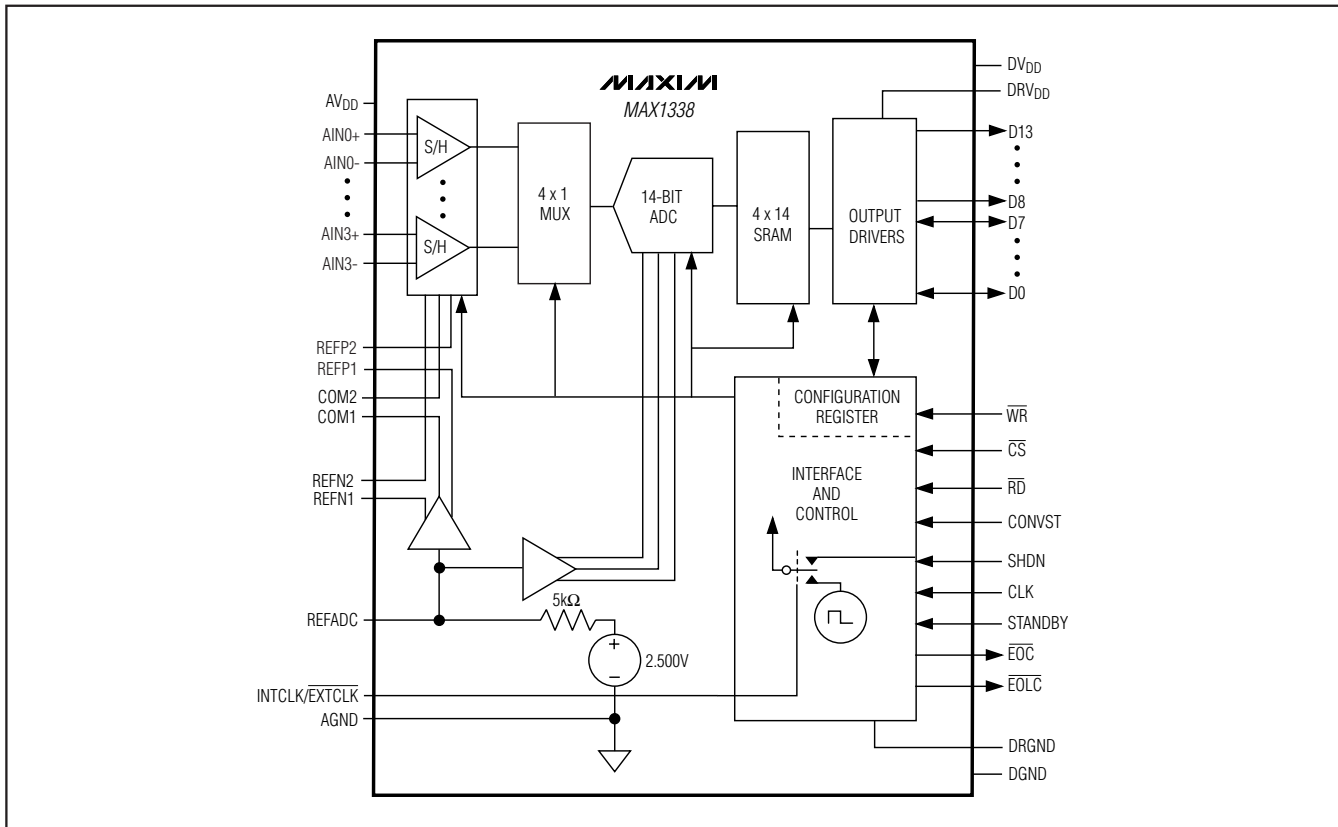 MAXIM
MAX1338
AVDD
AIN0+
AIN0-
AIN3+
AIN3-
S/H
S/H
4 x 1
MUX
14-BIT
ADC
4 x 14
SRAM
OUTPUT
DRIVERS
DVDD
DRVDD
D13
D8
D7
D0
REFP2
REFP1
COM2
COM1
REFN2
REFN1
REFADC
INTCLK/EXTCLK
AGND
5kΩ
+
2.500V
−
CONFIGURATION
REGISTER
INTERFACE
AND
CONTROL
WR
CS
RD
CONVST
SHDN
CLK
STANDBY
EOC
EOLC
DRGND
DGND